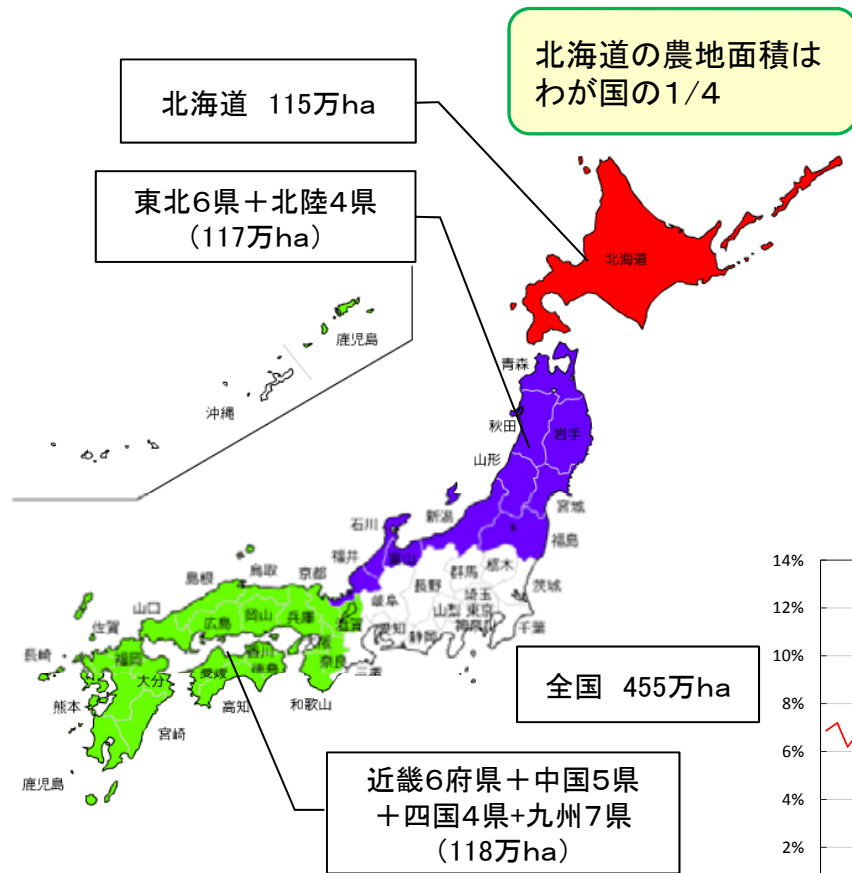 北海道の農地面積は
わが国の1/4
北海道 115万ha
東北6県＋北陸4県
（117万ha）
北海道
鹿児島
沖縄
青森
秋田
岩手
山形
宮城
新潟
石川
福島
福井
富山
栃木
群馬
茨城
長野
埼玉
岐阜
山梨
東京
神奈川
千葉
愛知
静岡
三重
京都
鳥取
島根
滋賀
兵庫
岡山
広島
山口
大阪
奈良
和歌山
香川
徳島
愛媛
高知
佐賀
福岡
長崎
大分
熊本
宮崎
鹿児島
全国 455万ha
近畿6府県＋中国5県
＋四国4県+九州7県
（118万ha）
14%
12%
10%
8%
6%
4%
2%